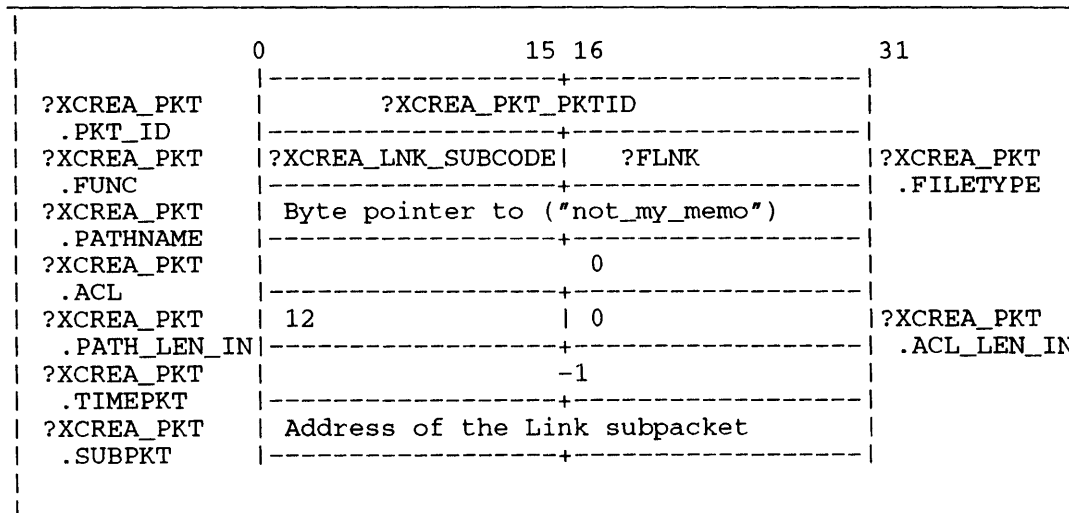 0 15 16 31
|------------------+------------------|
?XCREA_PKT | ?XCREA_PKT_PKTID |
.PKT_ID |------------------+------------------|
?XCREA_PKT |?XCREA_LNK_SUBCODE| ?FLNK |?XCREA_PKT
.FUNC |------------------+------------------| .FILETYPE
?XCREA_PKT | Byte pointer to ("not_my_memo") |
.PATHNAME |------------------+------------------|
?XCREA_PKT | 0 |
.ACL |------------------+------------------|
?XCREA_PKT | 12 | 0 |?XCREA_PKT
.PATH_LEN_IN|------------------+------------------| .ACL_LEN_IN
?XCREA_PKT | -1 |
.TIMEPKT |------------------+------------------|
?XCREA_PKT | Address of the Link subpacket |
.SUBPKT |------------------+------------------|